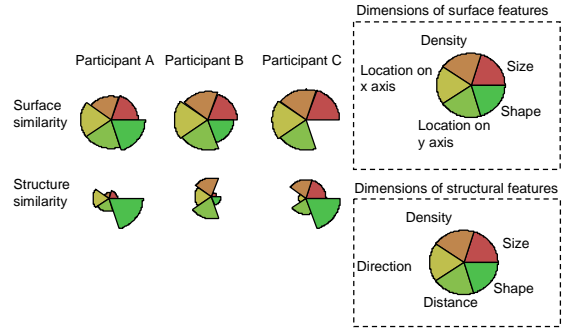 Dimensions of surface features
Participant A
Participant B
Participant C
Surface
similarity
Density
Location on
x axis
Size
Shape
Location on
y axis
Structure
similarity
Dimensions of structural features
Density
Size
Direction
Shape
Distance